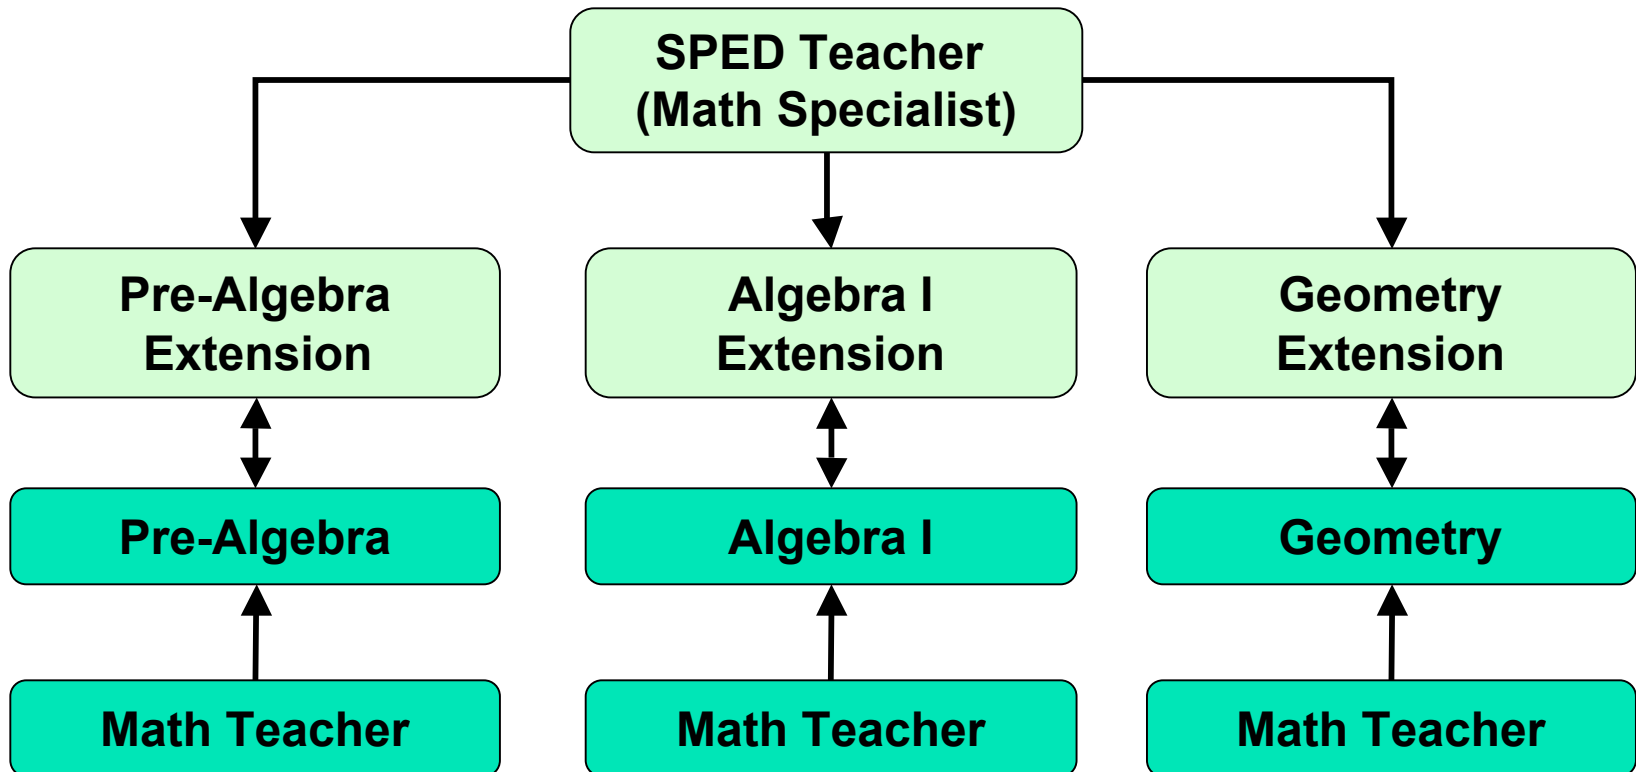 SPED Teacher
(Math Specialist)
Pre-Algebra
Extension
Algebra I
Extension
Geometry
Extension
Pre-Algebra
Algebra I
Geometry
Math Teacher
Math Teacher
Math Teacher